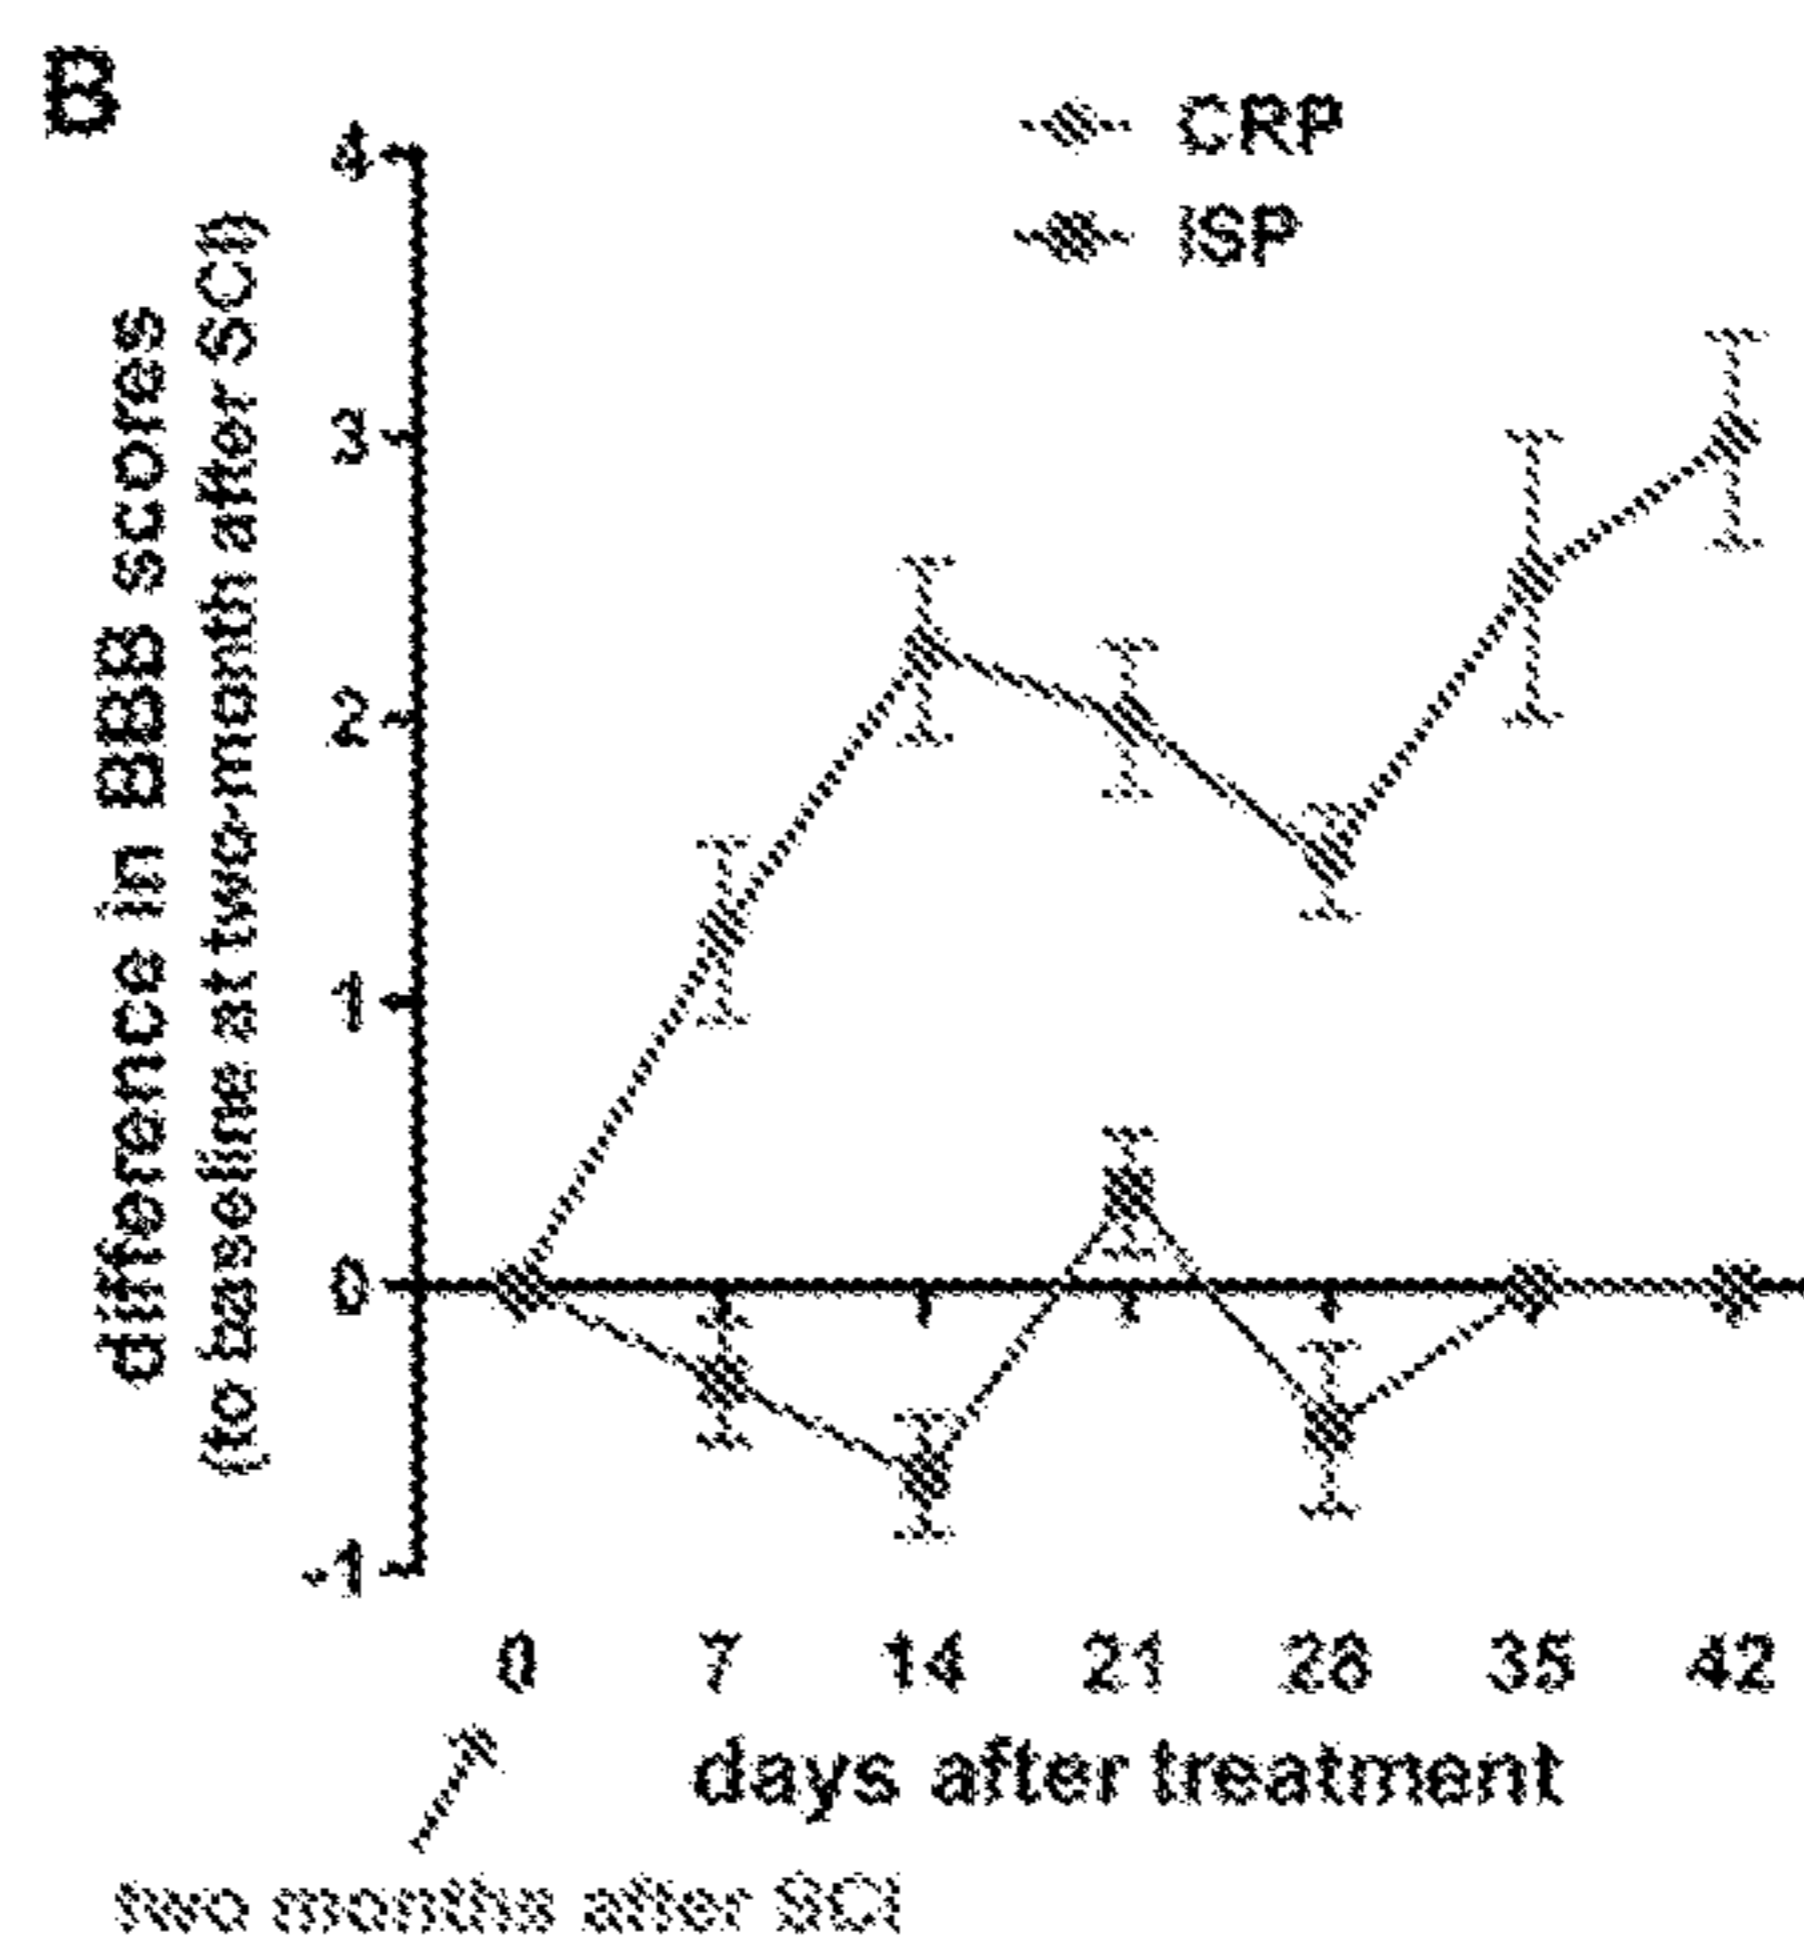 B
CRP
ISP
difference in BBB scores
(to baseline at two-month after SCI)
4
3
2
1
0
-1
0 7 14 21 28 35 42
days after treatment
two months after SCI